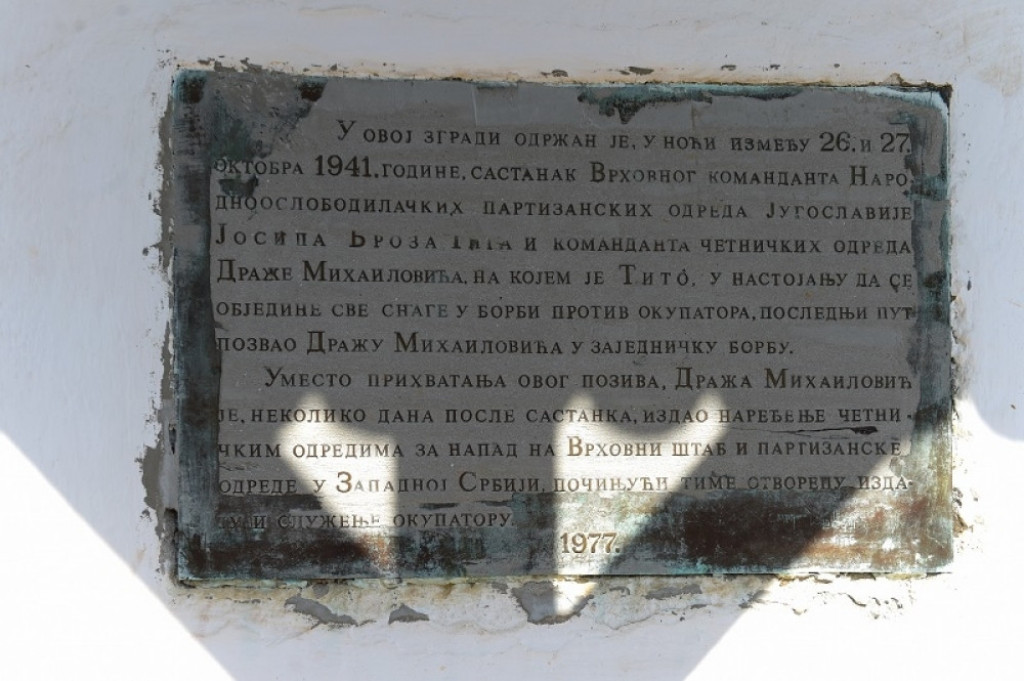 У овој згради одржан је, у ноћи између 26. и 27.
октобра 1941. године, састанак Врховног команданта Наро-
дноослободилачких партизанских одреда Југославије
Јосипа Броза Тита и команданта четничких одреда
Драже Михаиловића, на којем је Тито, у настојању да се
обједине све снаге у борби против окупатора, последњи пут
позвао Дражу Михаиловића у заједничку борбу.
Уместо прихватања овог позива, Дража Михаиловић
је, неколико дана после састанка, издао наређење четни-
чким одредима за напад на Врховни штаб и партизанске
одреде у Западној Србији, почињући тиме отворену изда-
ју и служење окупатору.
1977.